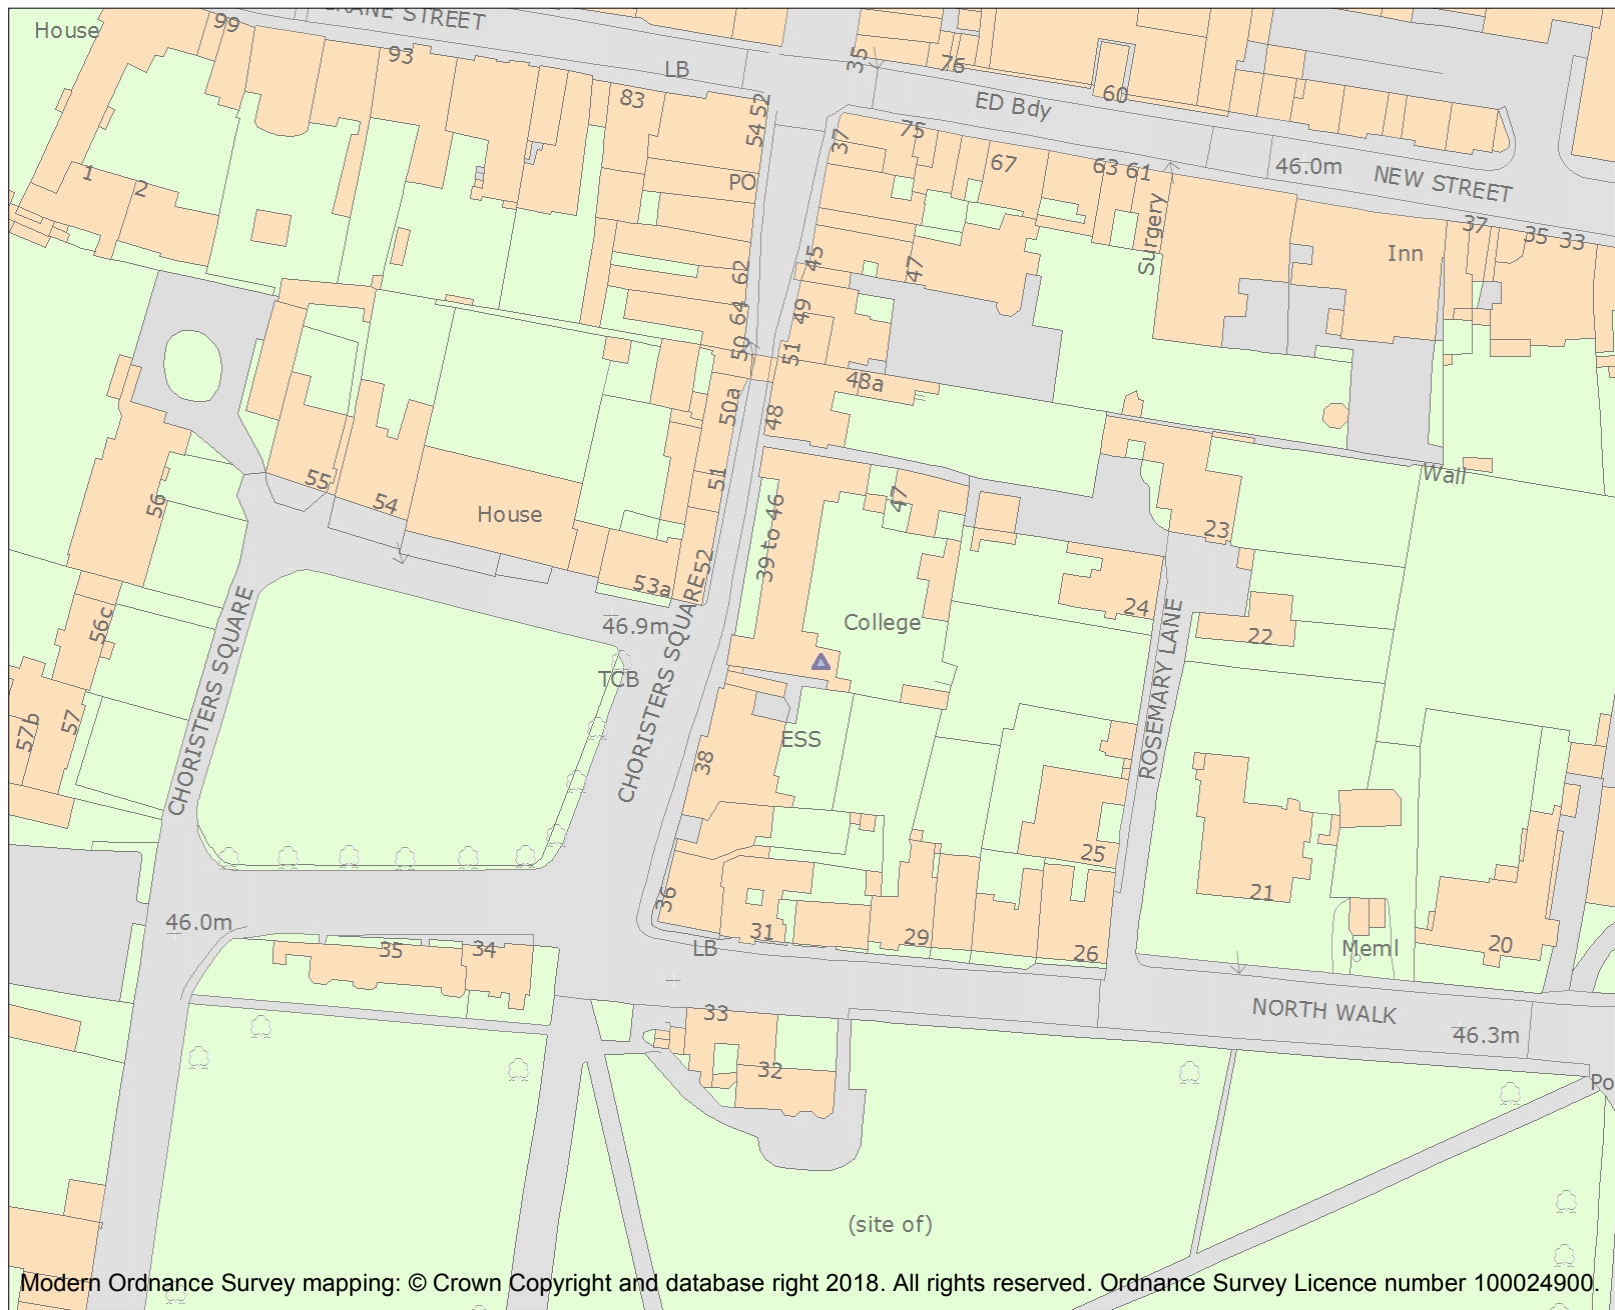 House
99
CRANE STREET
93
LB
83
54 52
35
76
60
ED Bdy
37
75
67
63 61
46.0m
NEW STREET
Surgery
37
35
33
Inn
1
2
PO
62
64
50
45
47
49
51
48a
50a
48
51
Wall
55
54
House
56
39 to 46
47
23
52
53a
24
22
CHORISTERS SQUARE
56c
46.9m
TCB
CHORISTERS SQUARE
College
ROSEMARY LANE
57b
57
38
ESS
25
21
36
31
29
26
LB
46.0m
35
34
20
Meml
33
32
NORTH WALK
46.3m
Po
(site of)
Modern Ordnance Survey mapping: © Crown Copyright and database right 2018. All rights reserved. Ordnance Survey Licence number 100024900.